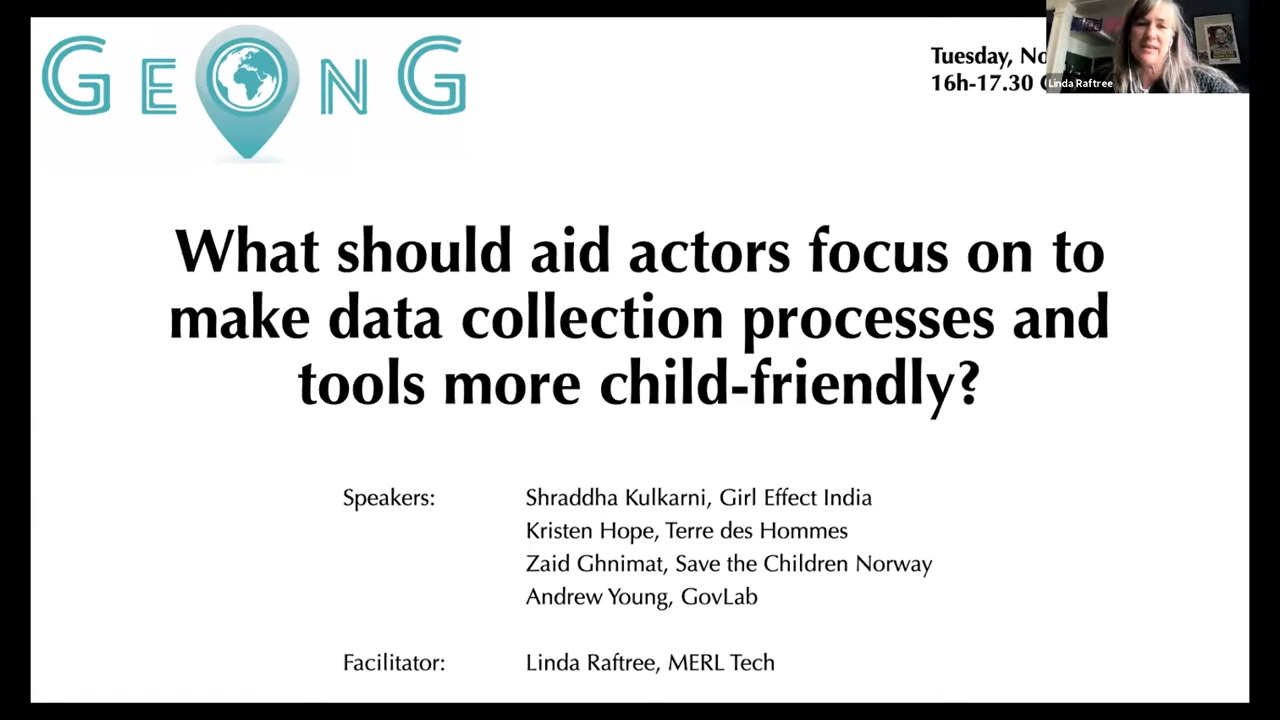 GEONG
Tuesday, No
16h-17.30
Linda Raftree
What should aid actors focus on to
make data collection processes and
tools more child-friendly?
Speakers: Shraddha Kulkarni, Girl Effect India
Kristen Hope, Terre des Hommes
Zaid Ghnimat, Save the Children Norway
Andrew Young, GovLab
Facilitator: Linda Raftree, MERL Tech